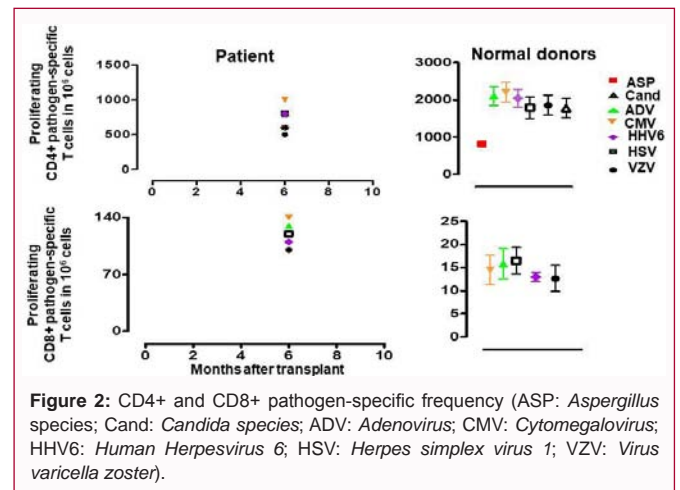 Patient
Normal donors
Proliferating
CD4+ pathogen-specific
T cells in 10⁶ cells
1500
1000
500
0
0 2 4 6 8 10
3000
2000
1000
0
ASP
Cand
ADV
CMV
HHV6
HSV
VZV
Proliferating
CD8+ pathogen-specific
T cells in 10⁶ cells
140
70
0
0 2 4 6 8 10
Months after transplant
25
20
15
10
5
0
Figure 2: CD4+ and CD8+ pathogen-specific frequency (ASP: Aspergillus
species; Cand: Candida species; ADV: Adenovirus; CMV: Cytomegalovirus;
HHV6: Human Herpesvirus 6; HSV: Herpes simplex virus 1; VZV: Virus
varicella zoster).